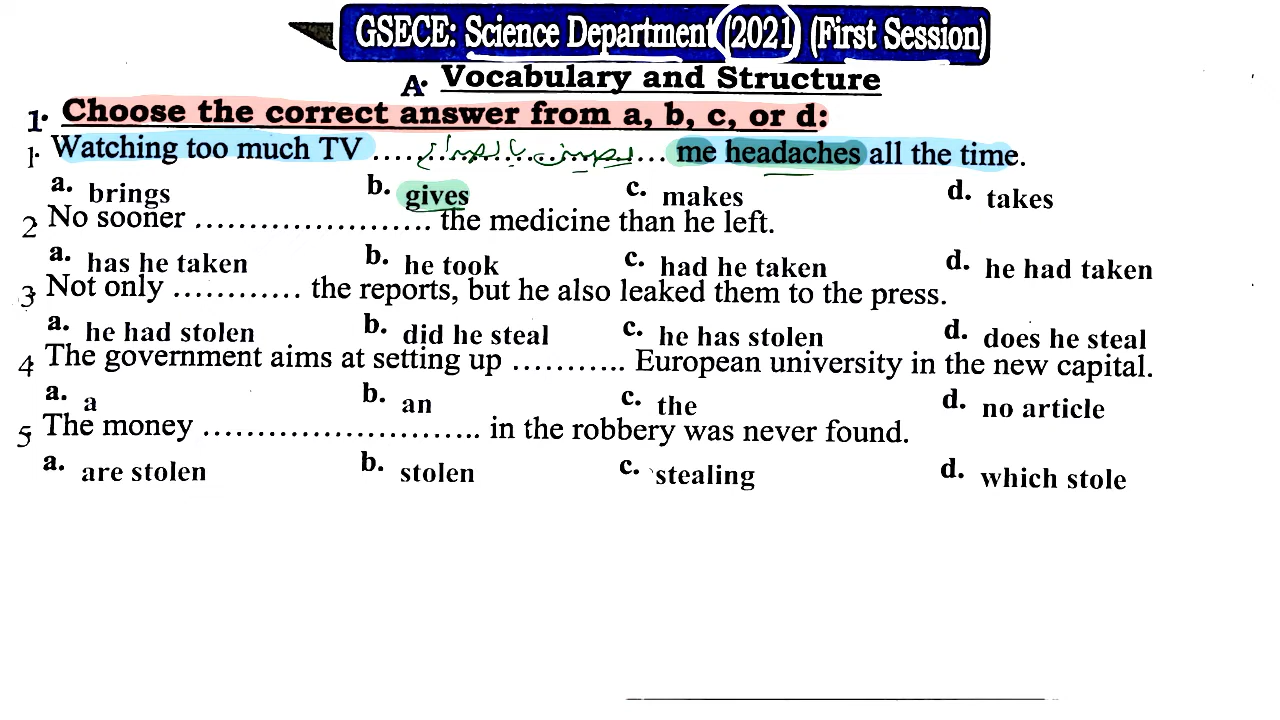 GSECE: Science Department (2021) (First Session)
A. Vocabulary and Structure
1. Choose the correct answer from a, b, c, or d:
1. Watching too much TV .... يصيبني بالصداع ... me headaches all the time.
a. brings b. gives c. makes d. takes
2 No sooner ...................... the medicine than he left.
a. has he taken b. he took c. had he taken d. he had taken
3 Not only ............ the reports, but he also leaked them to the press.
a. he had stolen b. did he steal c. he has stolen d. does he steal
4 The government aims at setting up ........... European university in the new capital.
a. a b. an c. the d. no article
5 The money .......................... in the robbery was never found.
a. are stolen b. stolen c. stealing d. which stole